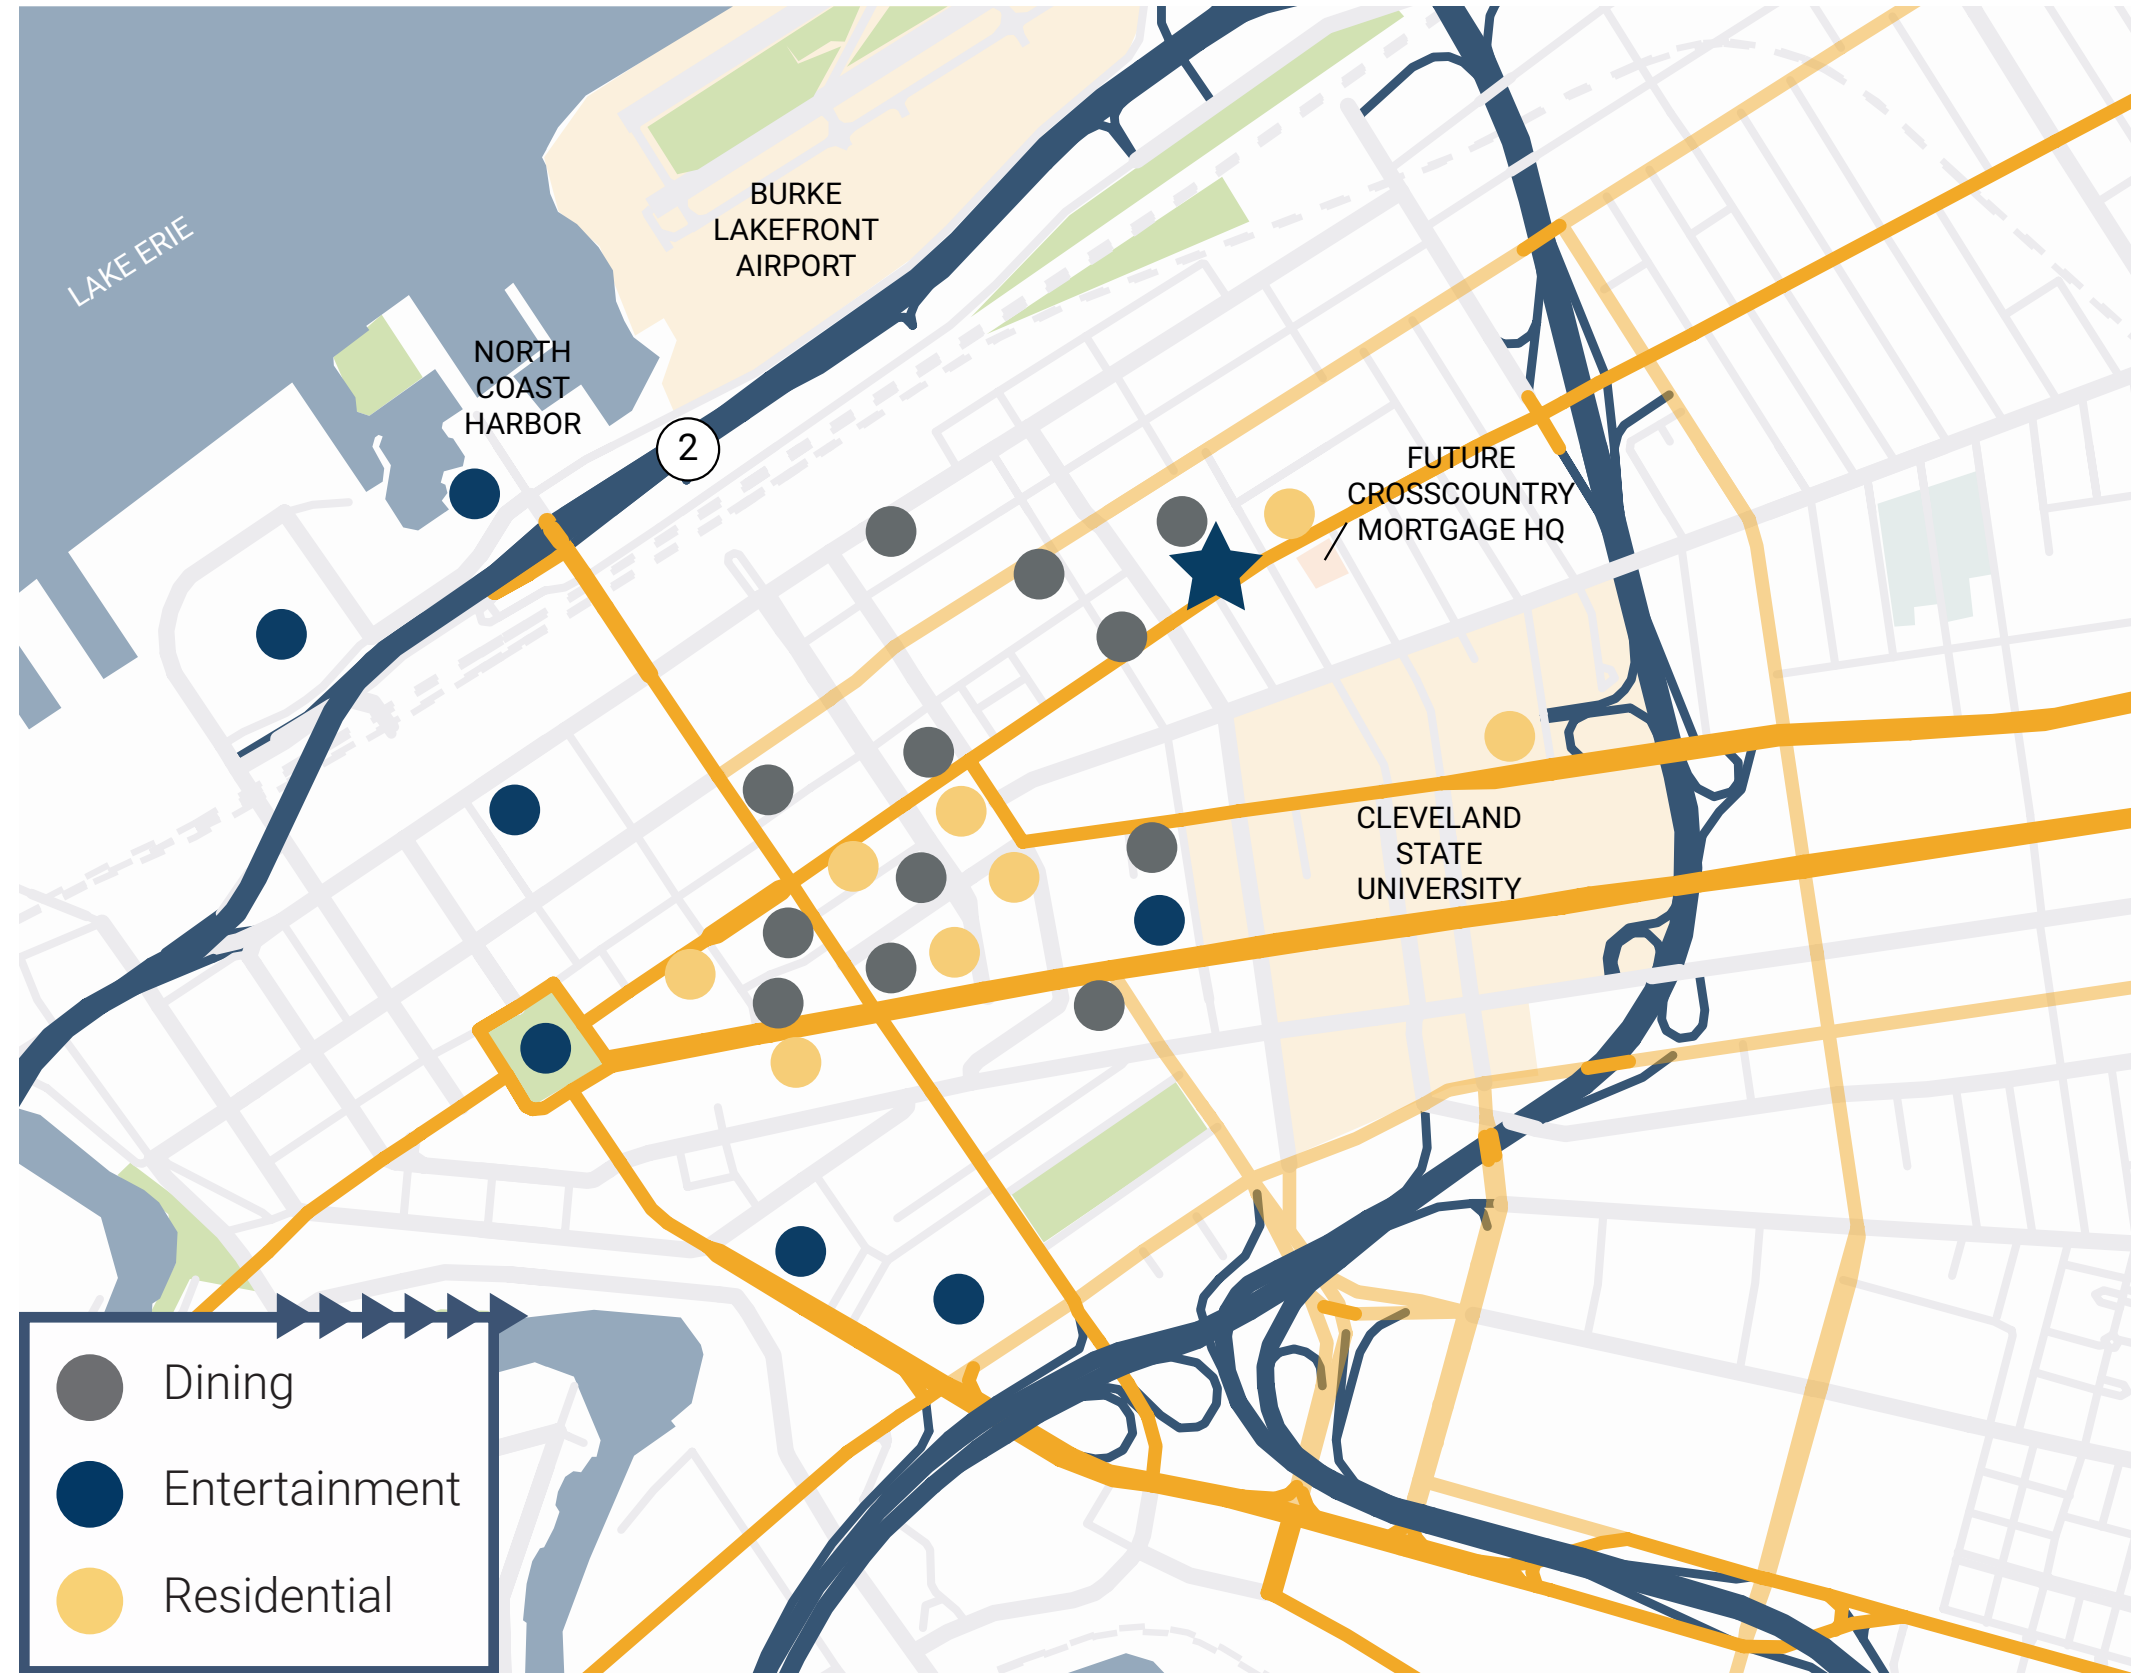 LAKE ERIE
BURKE
LAKEFRONT
AIRPORT
NORTH
COAST
HARBOR
2
FUTURE
CROSSCOUNTRY
MORTGAGE HQ
CLEVELAND
STATE
UNIVERSITY
Dining
Entertainment
Residential